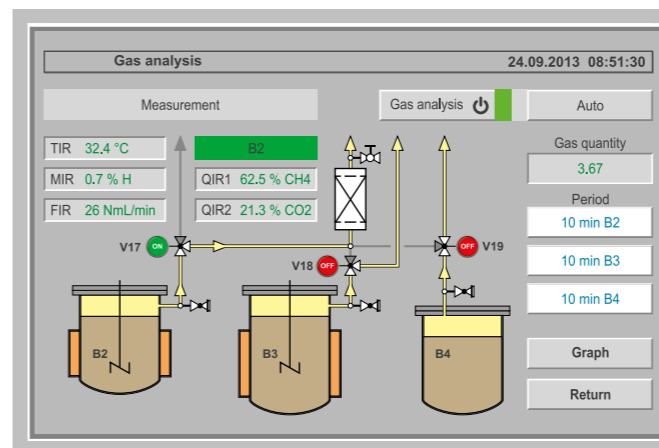 Gas analysis 24.09.2013 08:51:30
Measurement Gas analysis Auto
TIR 32.4 °C B2 Gas quantity
MIR 0.7 % H QIR1 62.5 % CH4 3.67
FIR 26 NmL/min QIR2 21.3 % CO2 Period
10 min B2
V17 ON V18 OFF OFF V19
10 min B3
10 min B4
B2 B3 B4
Graph
Return